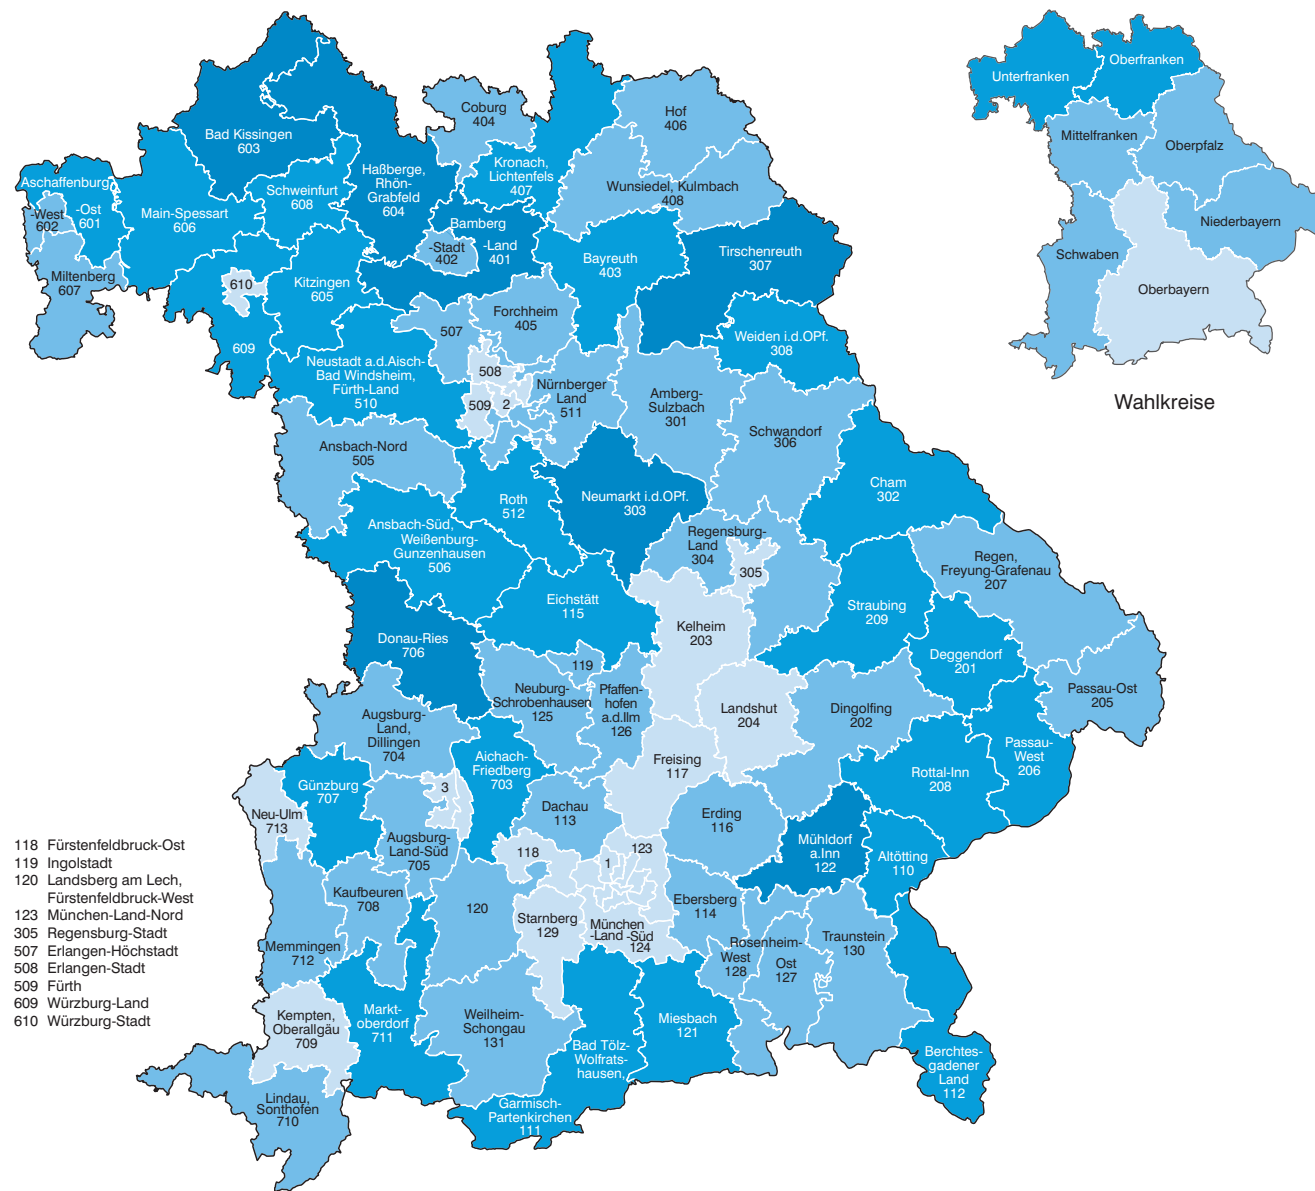 Unterfranken
Oberfranken
Mittelfranken
Oberpfalz
Niederbayern
Schwaben
Oberbayern
Wahlkreise
Coburg
404
Hof
406
Bad Kissingen
603
Haßberge,
Rhön-
Grabfeld
604
Kronach,
Lichtenfels
407
Wunsiedel, Kulmbach
408
Aschaffenburg
-Ost
601
-West
602
Schweinfurt
608
Main-Spessart
606
Bamberg
-Land
401
-Stadt
402
Bayreuth
403
Tirschenreuth
307
Miltenberg
607
610
Kitzingen
605
Forchheim
405
507
609
Weiden i.d.OPf.
308
Neustadt a.d.Aisch-
Bad Windsheim,
Fürth-Land
510
508
509
2
Nürnberger
Land
511
Amberg-
Sulzbach
301
Schwandorf
306
Ansbach-Nord
505
Roth
512
Neumarkt i.d.OPf.
303
Cham
302
Ansbach-Süd,
Weißenburg-
Gunzenhausen
506
Regensburg-
Land
304
305
Regen,
Freyung-Grafenau
207
Eichstätt
115
Kelheim
203
Straubing
209
Donau-Ries
706
Deggendorf
201
119
Neuburg-
Schrobenhausen
125
Pfaffen-
hofen
a.d.Ilm
126
Landshut
204
Dingolfing
202
Passau-Ost
205
Augsburg-
Land,
Dillingen
704
Passau-
West
206
Aichach-
Friedberg
703
Freising
117
Rottal-Inn
208
Günzburg
707
3
Neu-Ulm
713
Dachau
113
Erding
116
Mühldorf
a.Inn
122
Augsburg-
Land-Süd
705
118
1
123
Altötting
110
Kaufbeuren
708
120
Starnberg
129
München
-Land -Süd
124
Ebersberg
114
Memmingen
712
Rosenheim-
West
128
Ost
127
Traunstein
130
Kempten,
Oberallgäu
709
Markt-
oberdorf
711
Weilheim-
Schongau
131
Bad Tölz-
Wolfrats-
hausen,
Miesbach
121
Berchtes-
gadener
Land
112
Lindau,
Sonthofen
710
Garmisch-
Partenkirchen
111
118 Fürstenfeldbruck-Ost
119 Ingolstadt
120 Landsberg am Lech,
Fürstenfeldbruck-West
123 München-Land-Nord
305 Regensburg-Stadt
507 Erlangen-Höchstadt
508 Erlangen-Stadt
509 Fürth
609 Würzburg-Land
610 Würzburg-Stadt